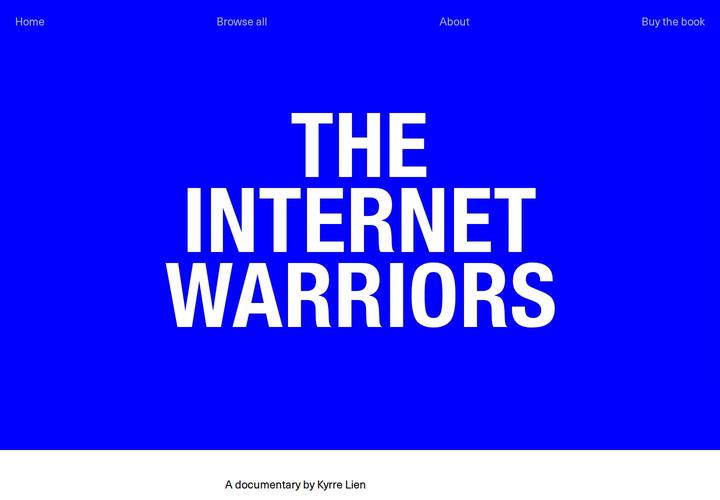 Home
Browse all
About
Buy the book
THE
INTERNET
WARRIORS
A documentary by Kyrre Lien